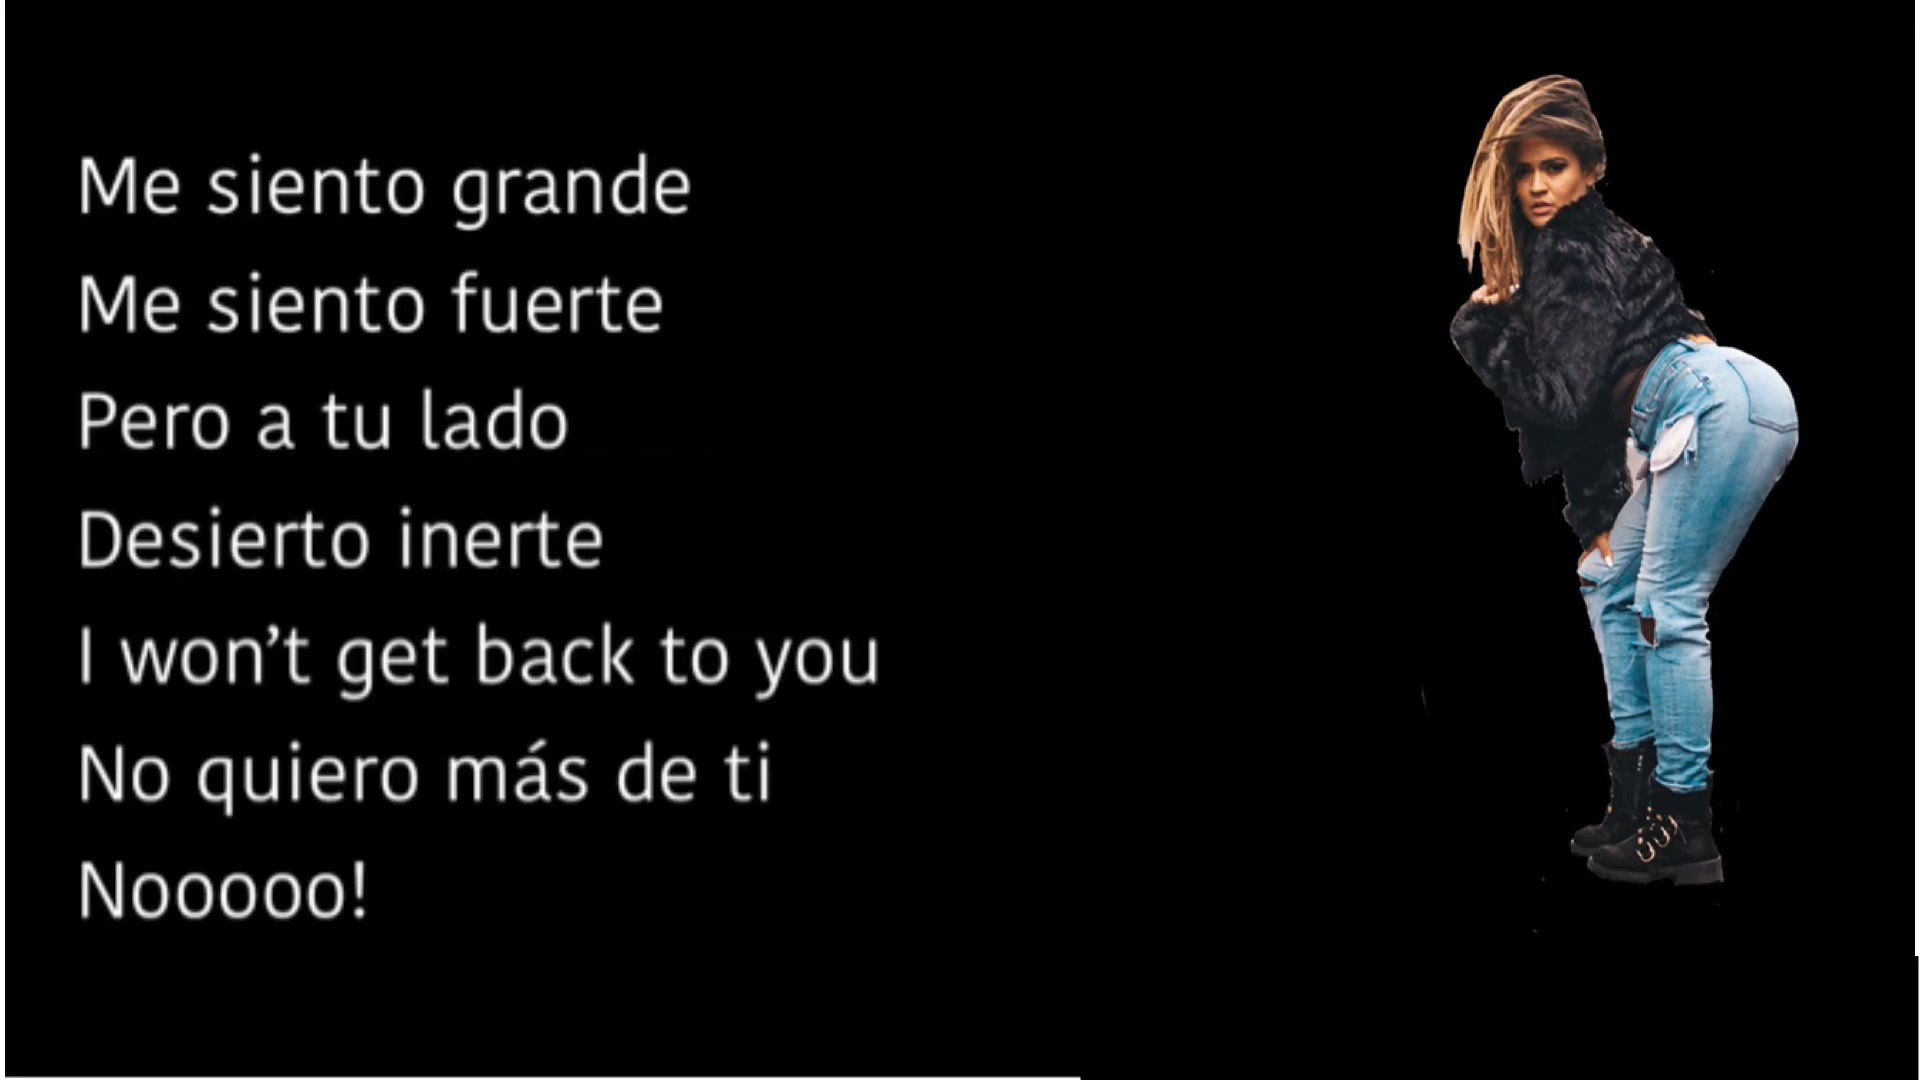 Me siento grande
Me siento fuerte
Pero a tu lado
Desierto inerte
I won’t get back to you
No quiero más de ti
Nooooo!